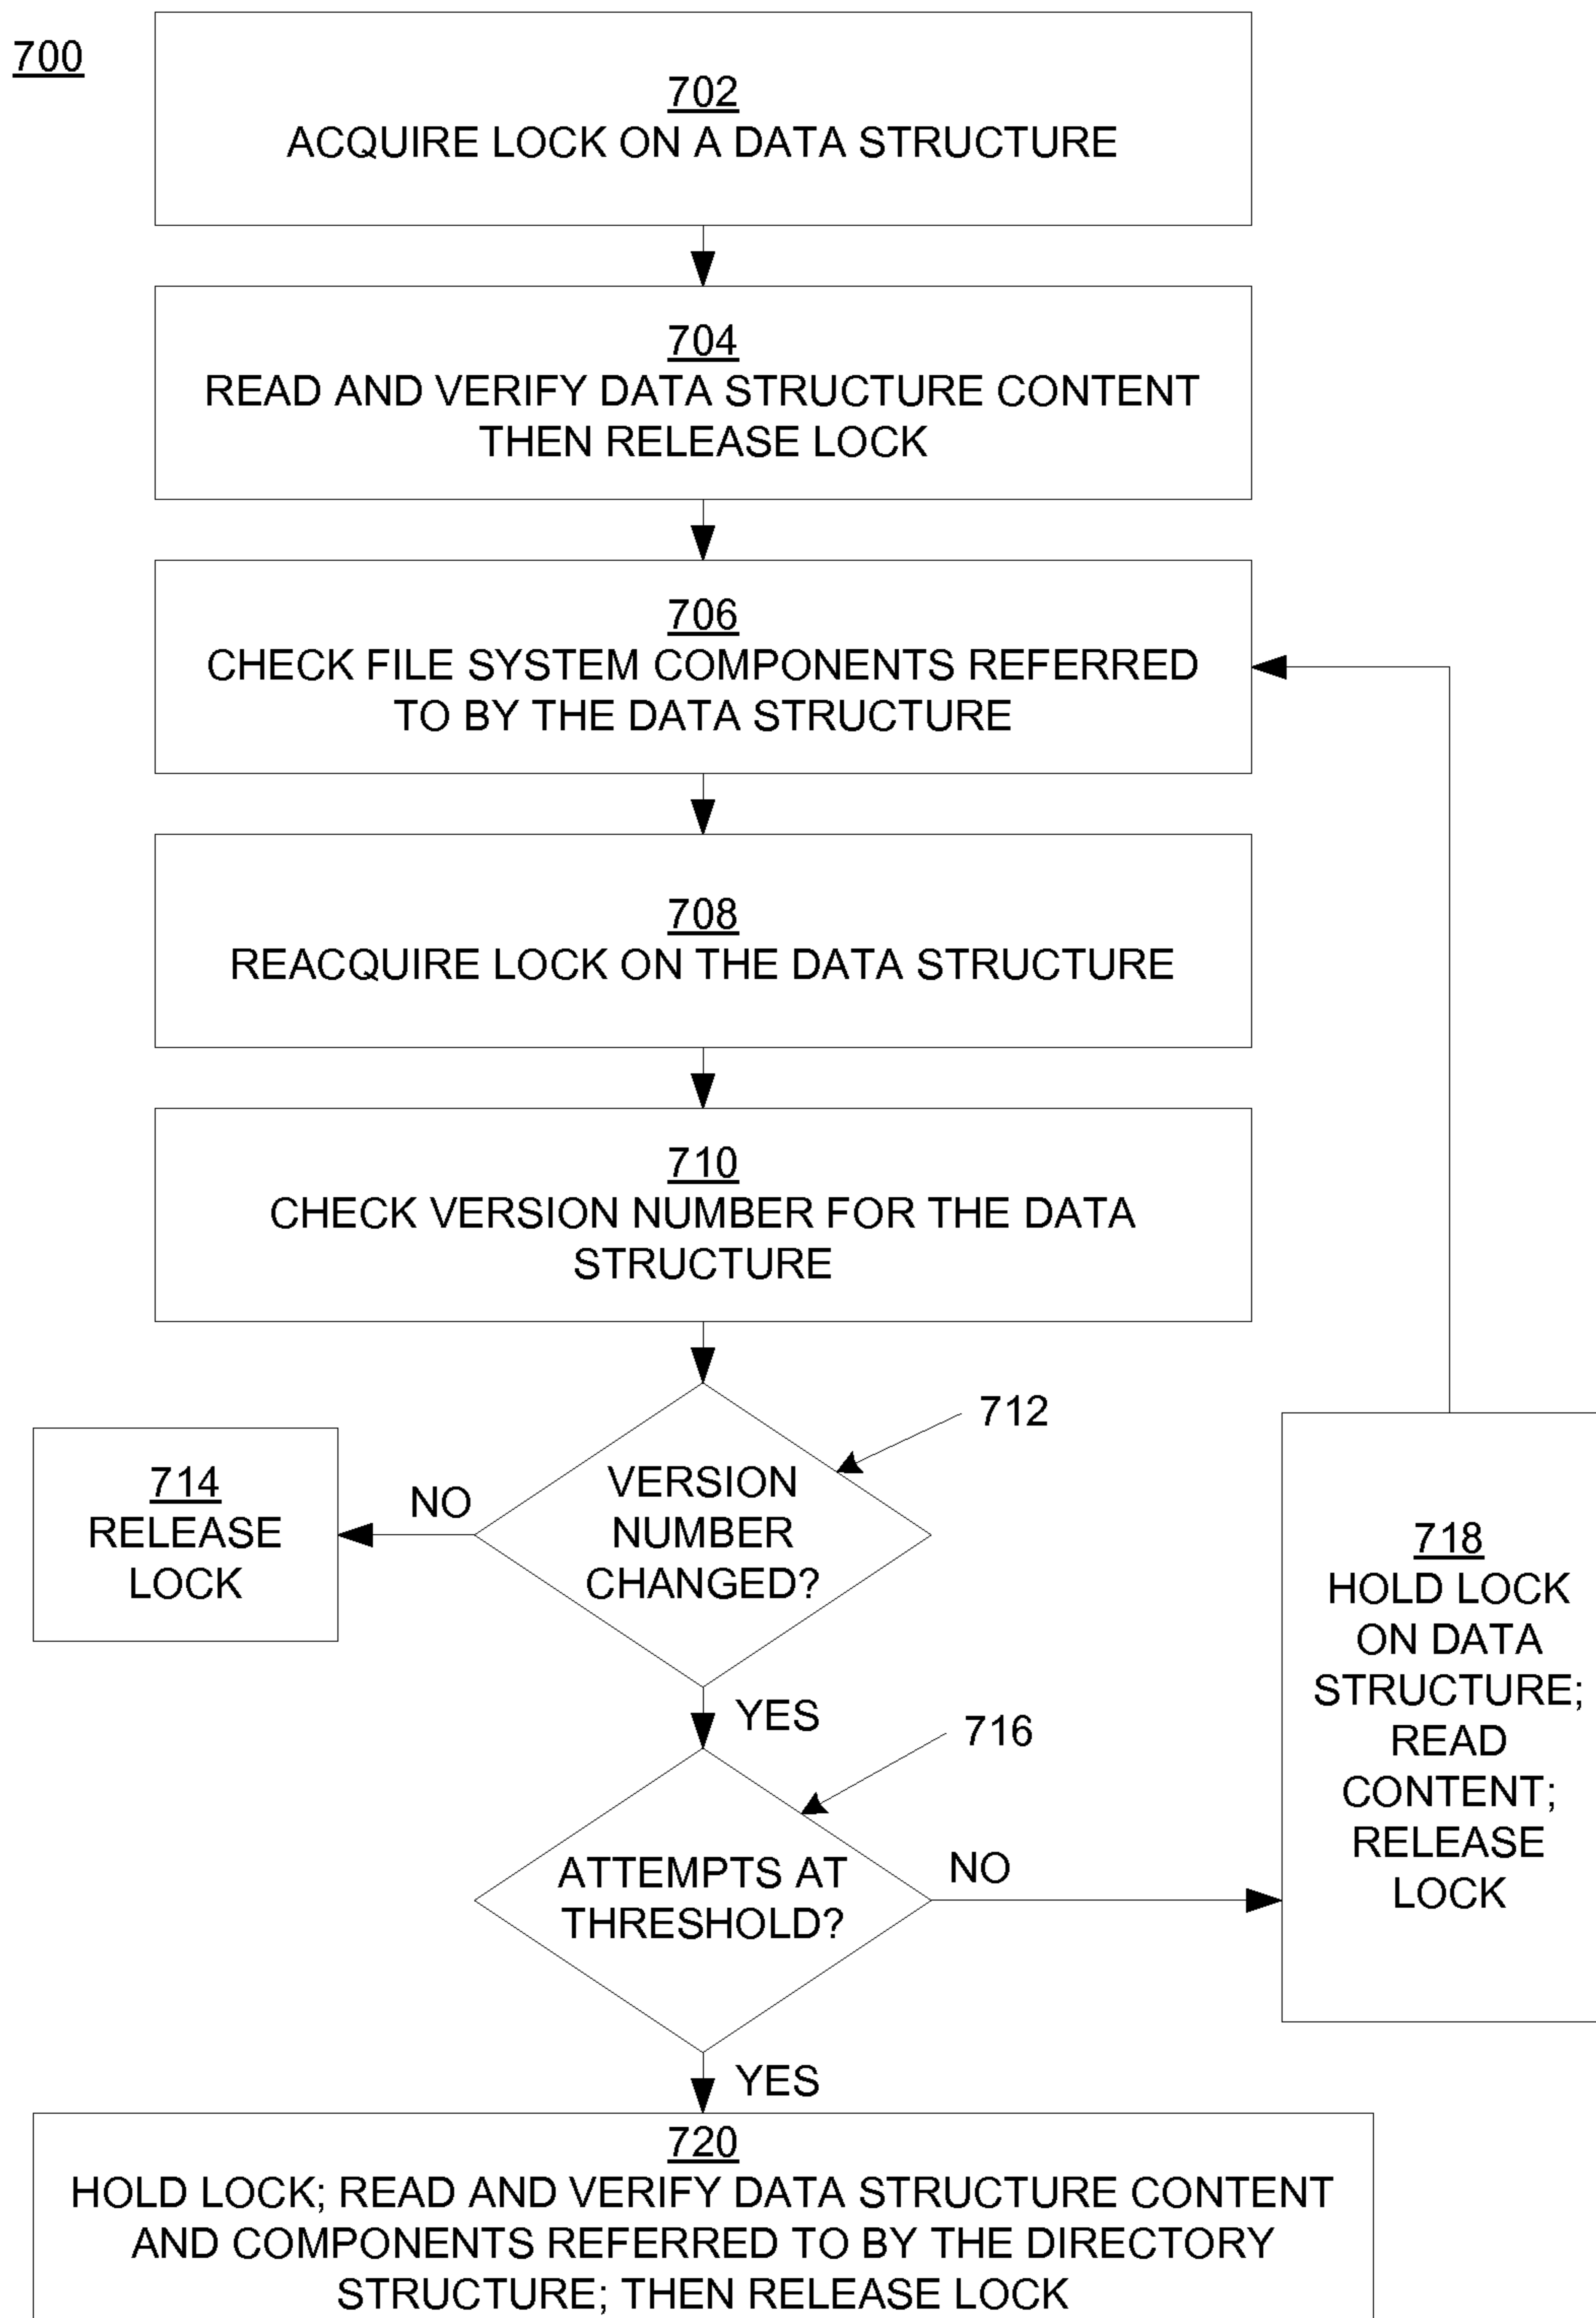 700
702
ACQUIRE LOCK ON A DATA STRUCTURE
704
READ AND VERIFY DATA STRUCTURE CONTENT
THEN RELEASE LOCK
706
CHECK FILE SYSTEM COMPONENTS REFERRED
TO BY THE DATA STRUCTURE
708
REACQUIRE LOCK ON THE DATA STRUCTURE
710
CHECK VERSION NUMBER FOR THE DATA
STRUCTURE
712
VERSION
NUMBER
CHANGED?
NO
714
RELEASE
LOCK
YES
716
ATTEMPTS AT
THRESHOLD?
NO
718
HOLD LOCK
ON DATA
STRUCTURE;
READ
CONTENT;
RELEASE
LOCK
YES
720
HOLD LOCK; READ AND VERIFY DATA STRUCTURE CONTENT
AND COMPONENTS REFERRED TO BY THE DIRECTORY
STRUCTURE; THEN RELEASE LOCK